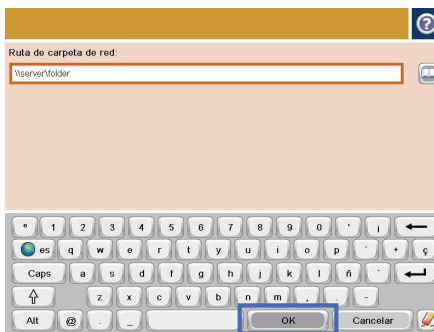 ?
Ruta de carpeta de red:
\\server\folder
º 1 2 3 4 5 6 7 8 9 0 ' ¡
es q w e r t y u i o p ` + ç
Caps a s d f g h j k l ñ ´
z x c v b n m , . -
Alt @ . _ OK Cancelar